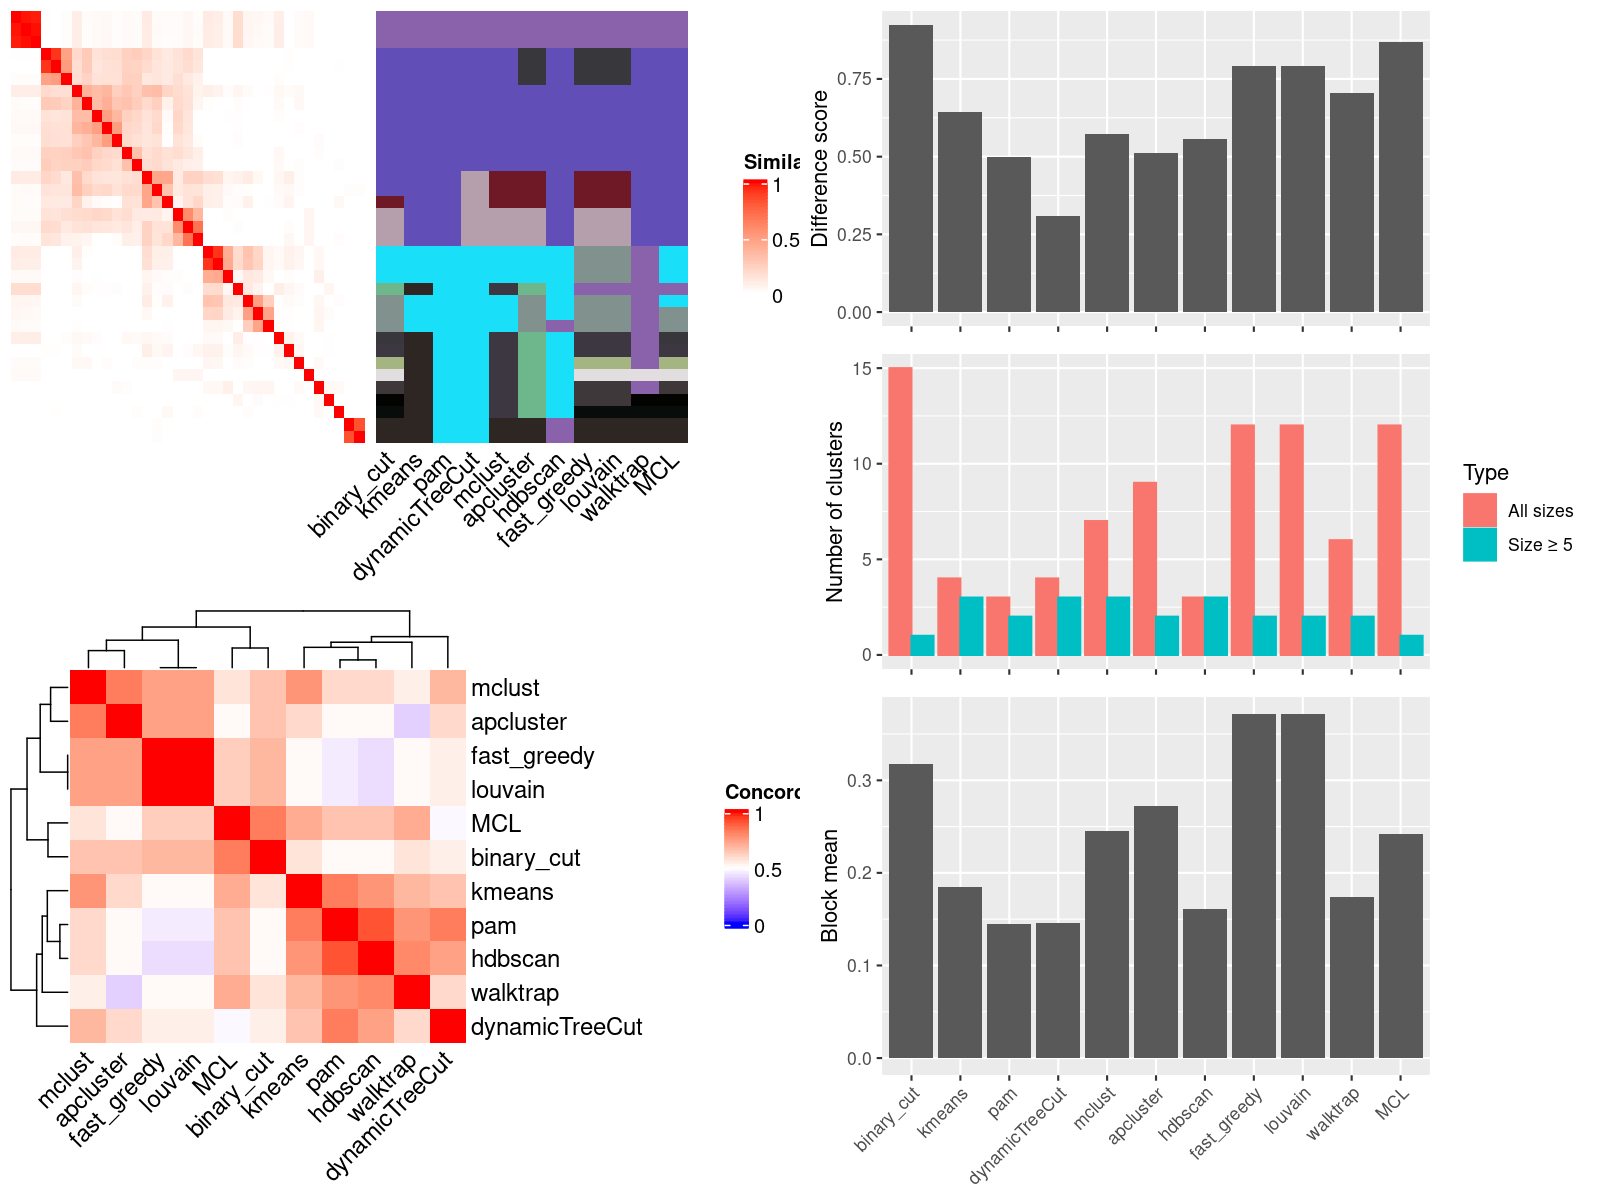 Simila
1
0.5
0
binary_cut
kmeans
pam
dynamicTreeCut
mclust
apcluster
hdbscan
fast_greedy
louvain
walktrap
MCL
mclust
apcluster
fast_greedy
louvain
MCL
binary_cut
kmeans
pam
hdbscan
walktrap
dynamicTreeCut
mclust
apcluster
fast_greedy
louvain
MCL
binary_cut
kmeans
pam
hdbscan
walktrap
dynamicTreeCut
Concord
1
0.5
0
Difference score
0.75
0.50
0.25
0.00
Number of clusters
15
10
5
0
Type
All sizes
Size ≥ 5
Block mean
0.3
0.2
0.1
0.0
binary_cut
kmeans
pam
dynamicTreeCut
mclust
apcluster
hdbscan
fast_greedy
louvain
walktrap
MCL